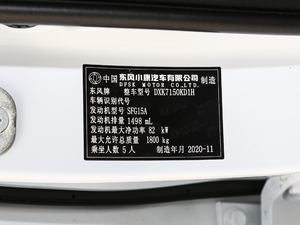 中国 东风小康汽车有限公司 制造
DFSK MOTOR CO.,LTD.
东风牌 整车型号 DXK7150KD1H
车辆识别代号
发动机型号 SFG15A
发动机排量 1498 mL
发动机最大净功率 82 kW
最大允许总质量 1800 kg
乘坐人数 5人 制造年月 2020-11